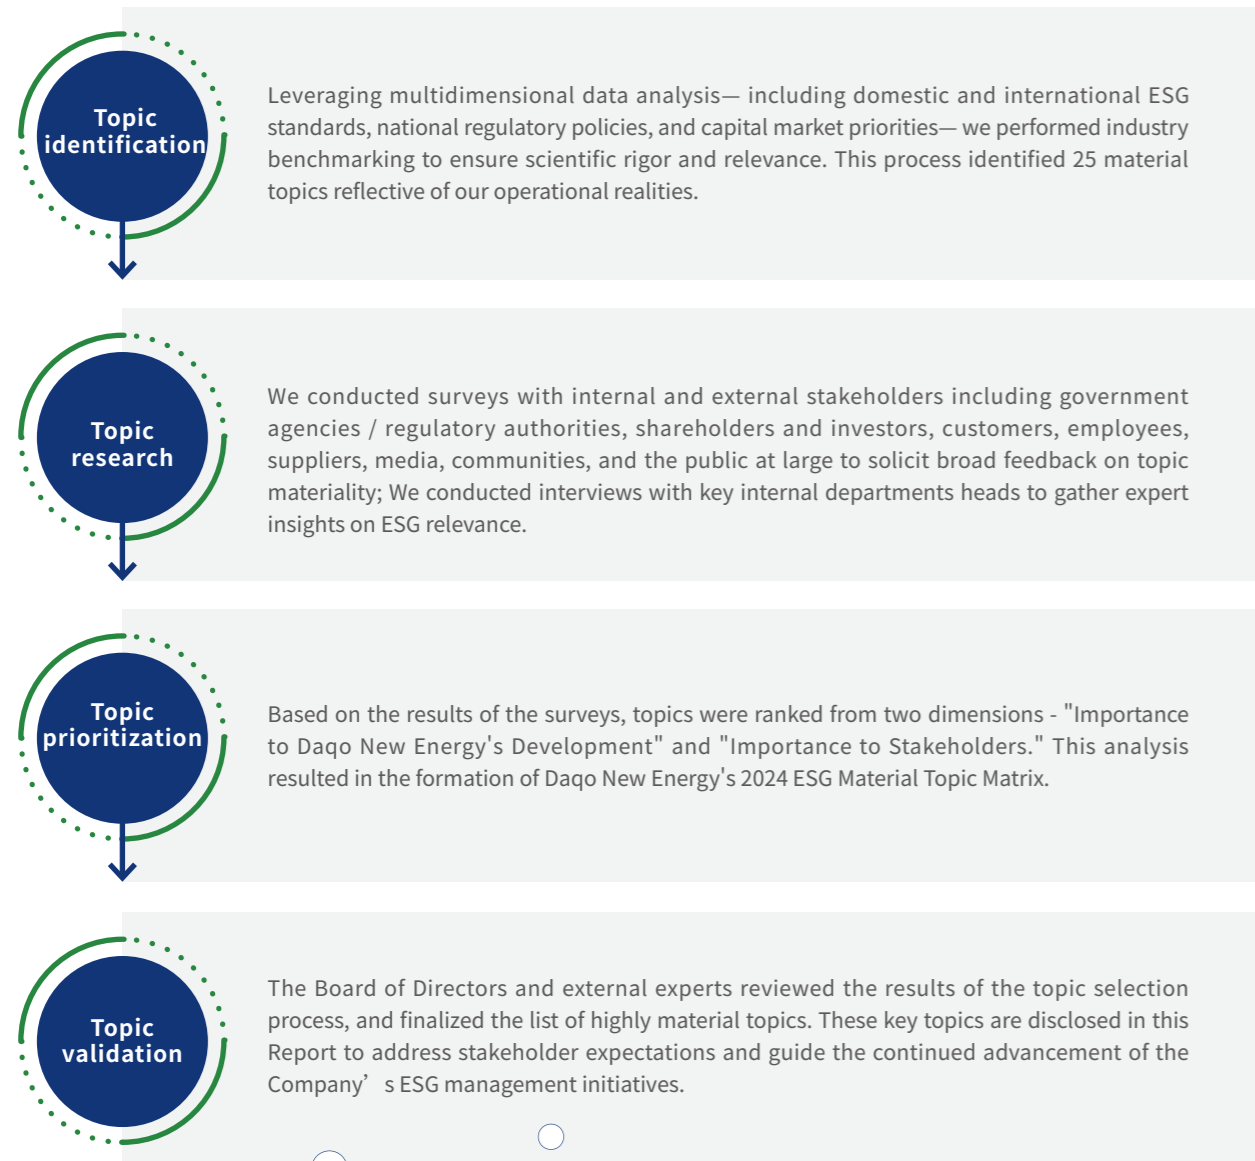 Topic
identification
Leveraging multidimensional data analysis— including domestic and international ESG
standards, national regulatory policies, and capital market priorities— we performed industry
benchmarking to ensure scientific rigor and relevance. This process identified 25 material
topics reflective of our operational realities.
Topic
research
We conducted surveys with internal and external stakeholders including government
agencies / regulatory authorities, shareholders and investors, customers, employees,
suppliers, media, communities, and the public at large to solicit broad feedback on topic
materiality; We conducted interviews with key internal departments heads to gather expert
insights on ESG relevance.
Topic
prioritization
Based on the results of the surveys, topics were ranked from two dimensions - "Importance
to Daqo New Energy's Development" and "Importance to Stakeholders." This analysis
resulted in the formation of Daqo New Energy's 2024 ESG Material Topic Matrix.
Topic
validation
The Board of Directors and external experts reviewed the results of the topic selection
process, and finalized the list of highly material topics. These key topics are disclosed in this
Report to address stakeholder expectations and guide the continued advancement of the
Company’ s ESG management initiatives.